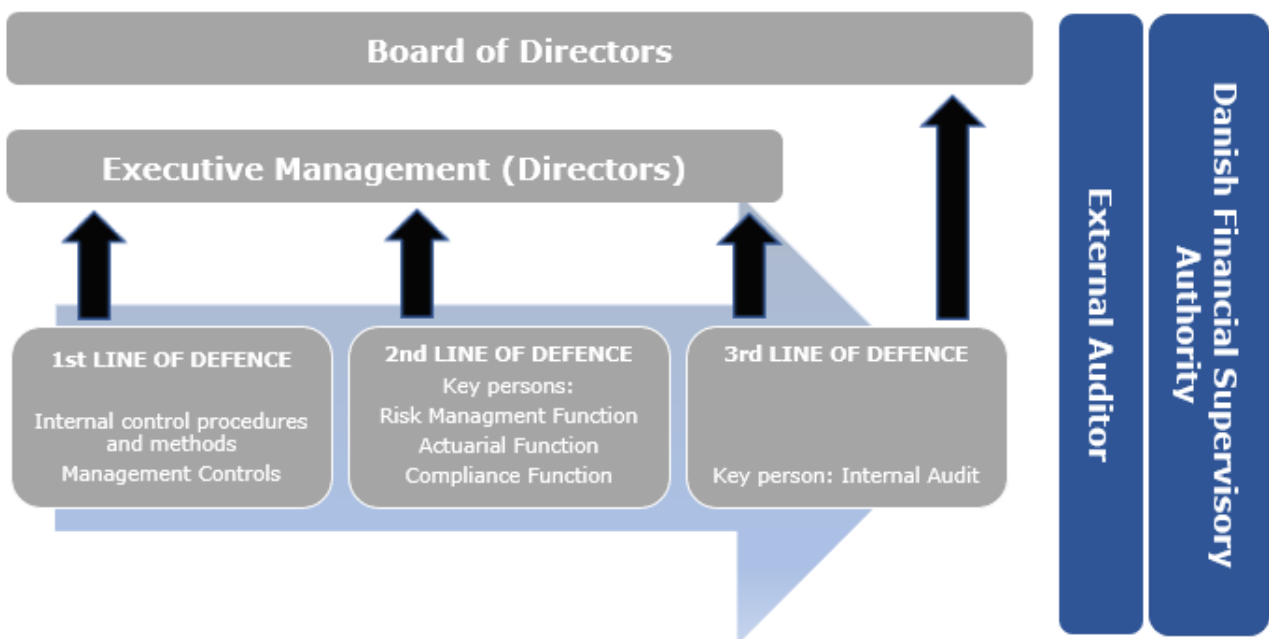 Board of Directors
Executive Management (Directors)
1st LINE OF DEFENCE
Internal control procedures
and methods
Management Controls
2nd LINE OF DEFENCE
Key persons:
Risk Managment Function
Actuarial Function
Compliance Function
3rd LINE OF DEFENCE
Key person: Internal Audit
External Auditor
Danish Financial Supervisory
Authority